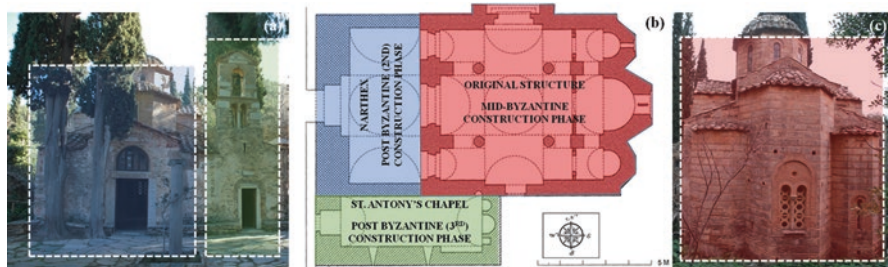 (a)
(b)
(c)
NARTHEX
POST BYZANTINE (2ND)
CONSTRUCTION PHASE
ORIGINAL STRUCTURE
MID-BYZANTINE
CONSTRUCTION PHASE
ST. ANTONY'S CHAPEL
POST BYZANTINE (3ED)
CONSTRUCTION PHASE
5 M